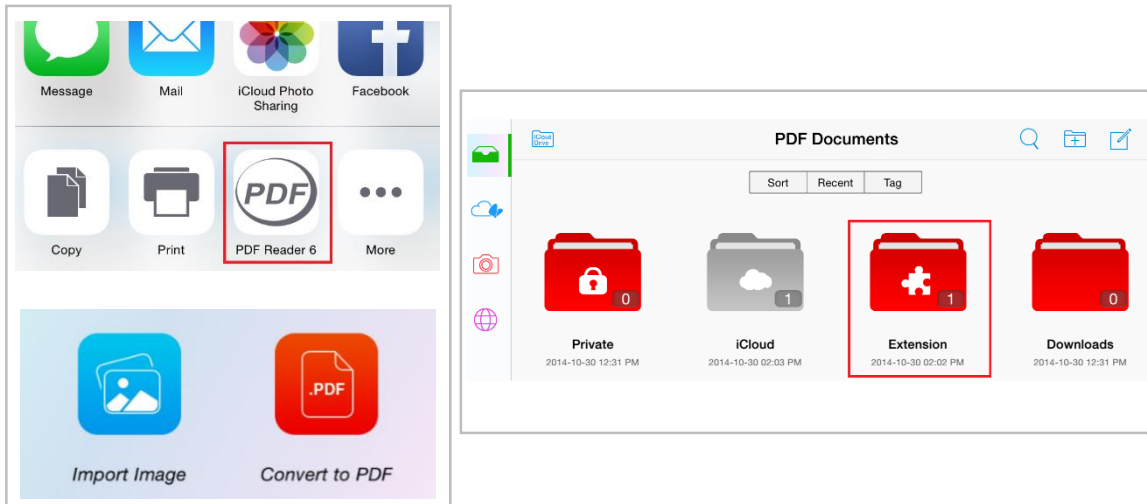 Message
Mail
iCloud Photo
Sharing
Facebook
PDF
Copy
Print
PDF Reader 6
More
.PDF
Import Image
Convert to PDF
iCloud
Drive
PDF Documents
Sort
Recent
Tag
0
1
1
0
Private
iCloud
Extension
Downloads
2014-10-30 12:31 PM
2014-10-30 02:03 PM
2014-10-30 02:02 PM
2014-10-30 12:31 PM